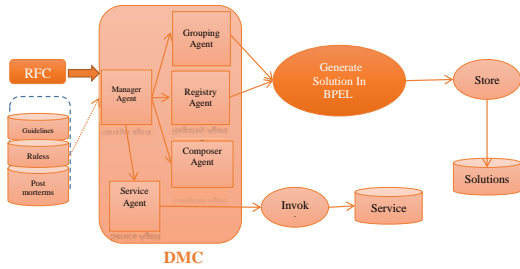 RFC
Guidelines
Ruless
Post
morterms
Manager
Agent
Grouping
Agent
Registry
Agent
Composer
Agent
Service
Agent
DMC
Generate
Solution In
BPEL
Store
Solutions
Invok
Service